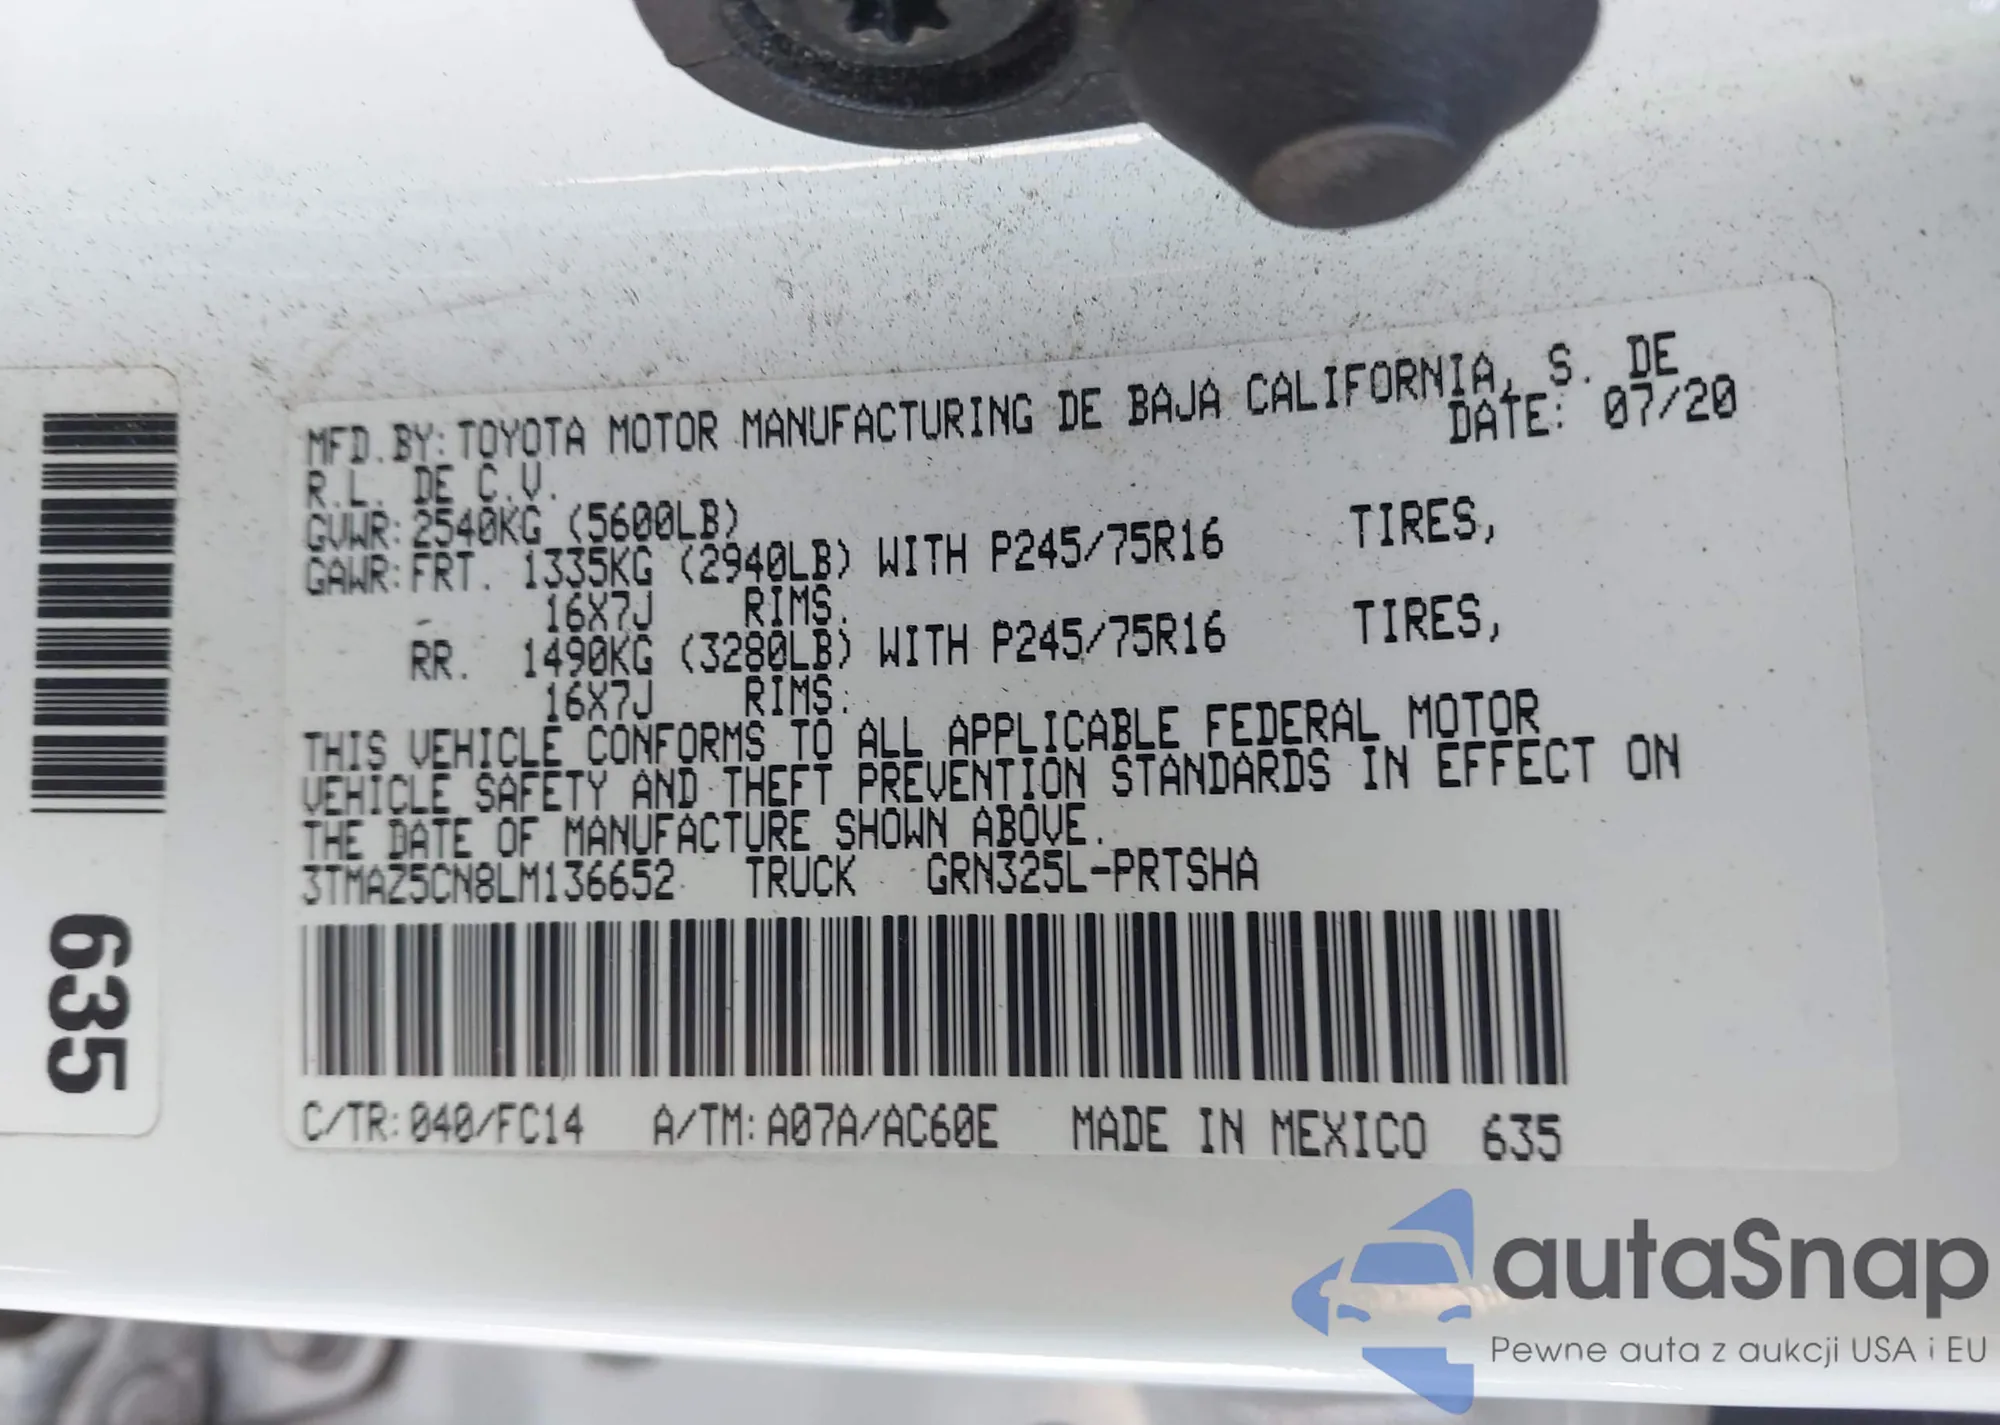 MFD.BY:TOYOTA MOTOR MANUFACTURING DE BAJA CALIFORNIA, S. DE
R.L. DE C.V. DATE: 07/20
GVWR:2540KG (5600LB)
GAWR:FRT. 1335KG (2940LB) WITH P245/75R16 TIRES,
16X7J RIMS.
RR. 1490KG (3280LB) WITH P245/75R16 TIRES,
16X7J RIMS.
THIS VEHICLE CONFORMS TO ALL APPLICABLE FEDERAL MOTOR
VEHICLE SAFETY AND THEFT PREVENTION STANDARDS IN EFFECT ON
THE DATE OF MANUFACTURE SHOWN ABOVE.
3TMAZ5CN8LM136652 TRUCK GRN325L-PRTSHA
C/TR:040/FC14 A/TM:A07A/AC60E MADE IN MEXICO 635
635
autaSnap
Pewne auta z aukcji USA i EU